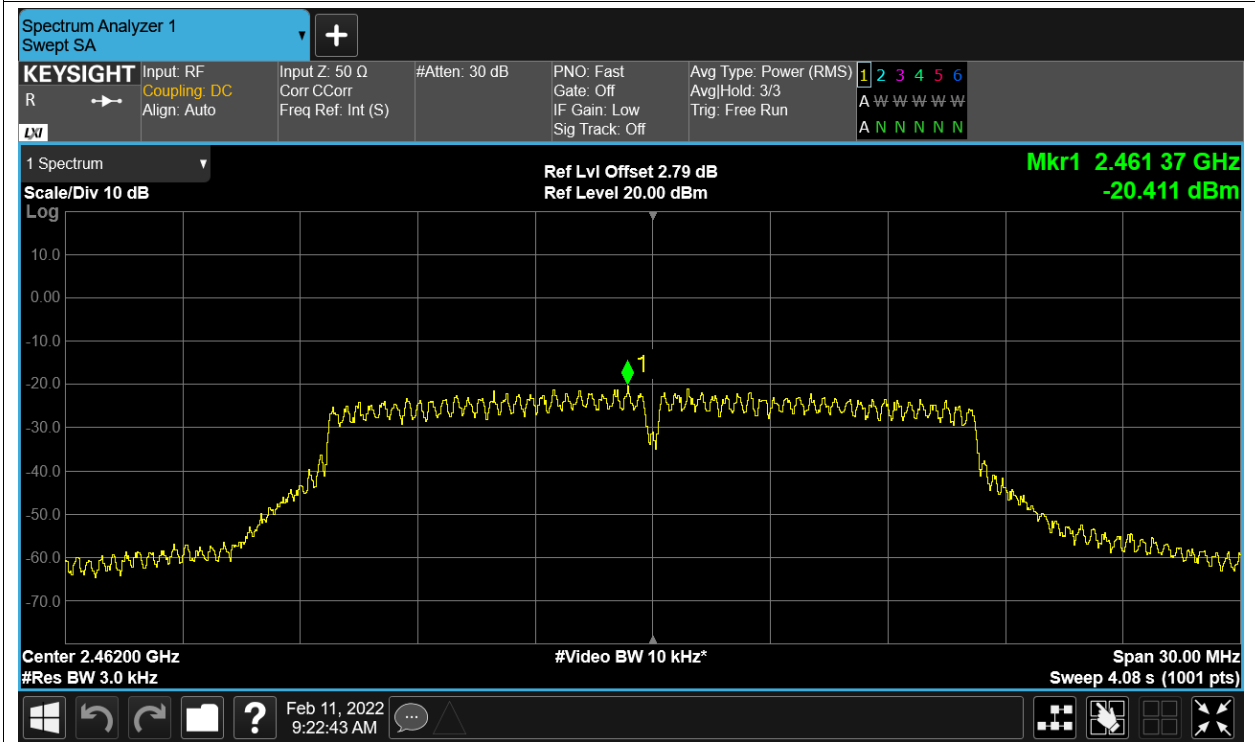 Spectrum Analyzer 1
Swept SA
+
KEYSIGHT
R
LXI
Input: RF
Coupling: DC
Align: Auto
Input Z: 50 Ω
Corr CCorr
Freq Ref: Int (S)
#Atten: 30 dB
PNO: Fast
Gate: Off
IF Gain: Low
Sig Track: Off
Avg Type: Power (RMS)
Avg|Hold: 3/3
Trig: Free Run
1 2 3 4 5 6
A W W W W W
A N N N N N
1 Spectrum
Scale/Div 10 dB
Ref Lvl Offset 2.79 dB
Ref Level 20.00 dBm
Mkr1 2.461 37 GHz
-20.411 dBm
Log
10.0
0.00
-10.0
1
-20.0
-30.0
-40.0
-50.0
-60.0
-70.0
Center 2.46200 GHz
#Video BW 10 kHz*
Span 30.00 MHz
#Res BW 3.0 kHz
Sweep 4.08 s (1001 pts)
?
Feb 11, 2022
9:22:43 AM